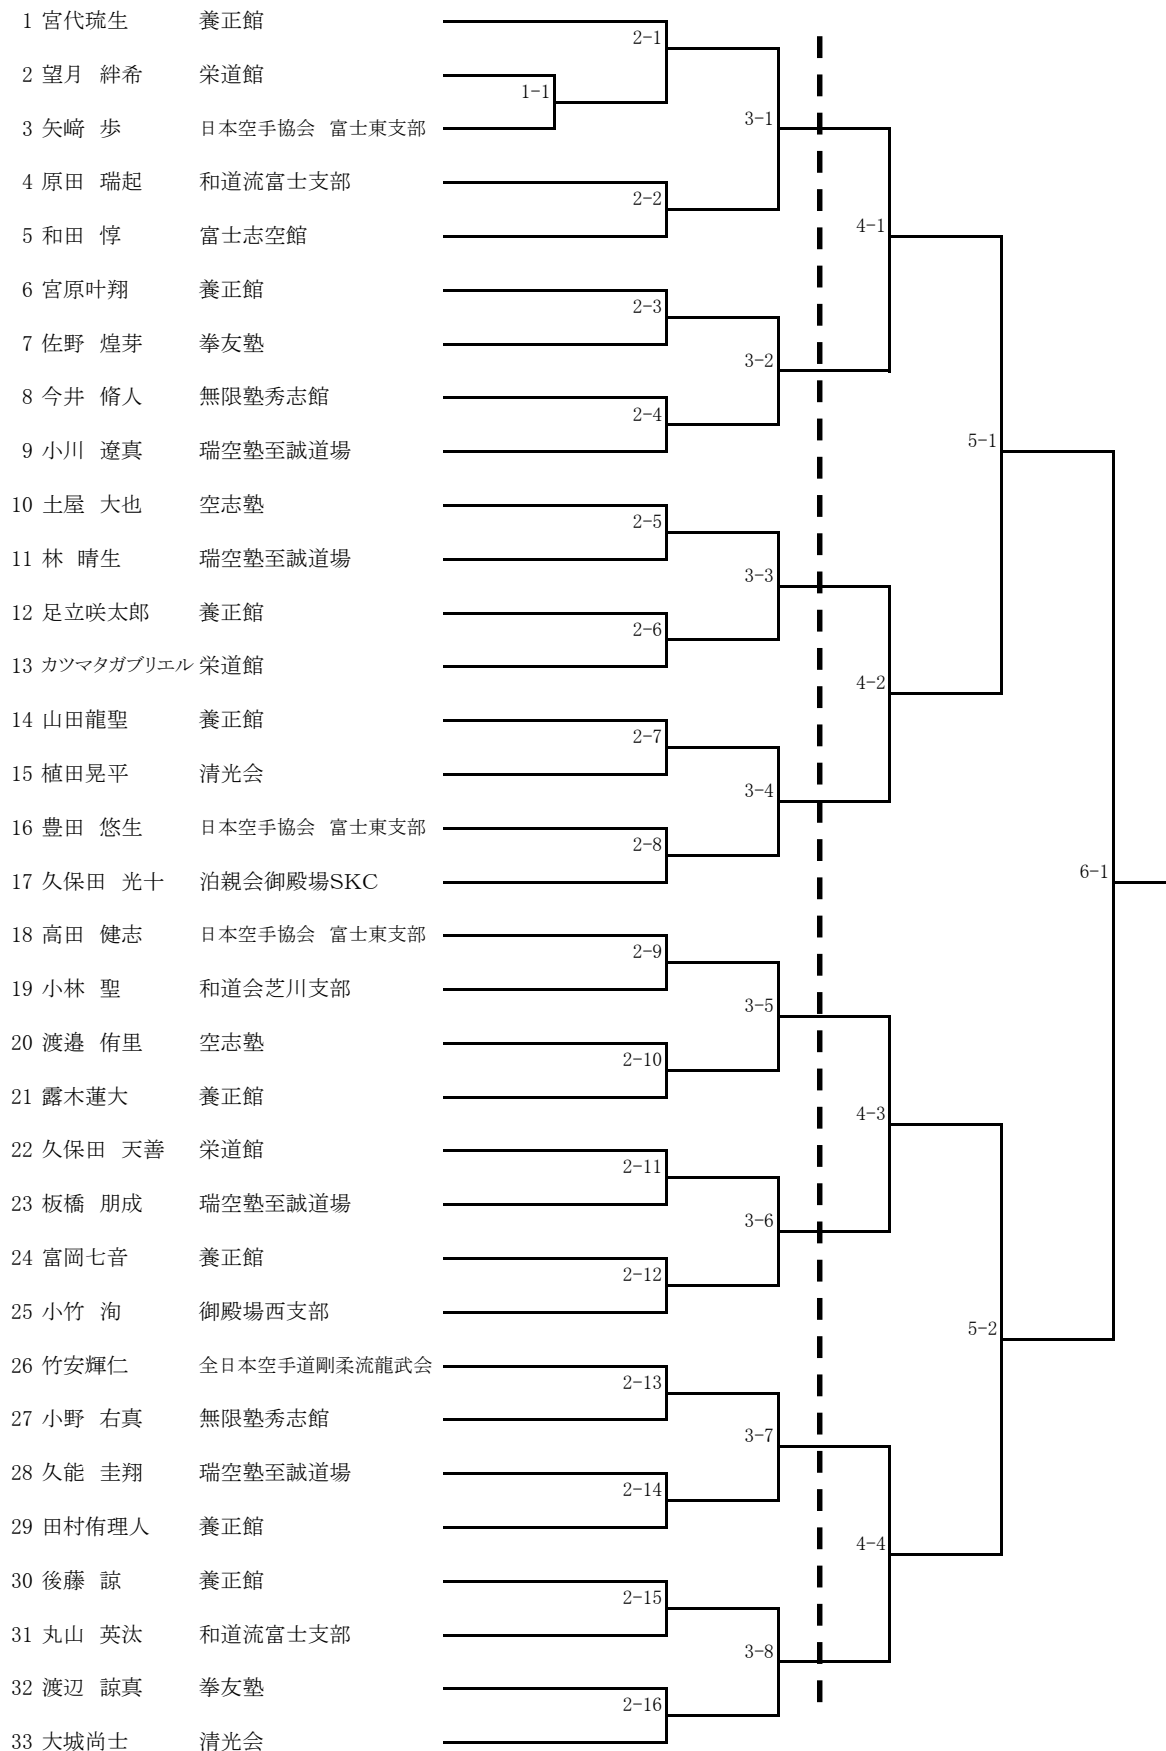 1 宮代琉生 養正館
2-1
2 望月 絆希 栄道館
1-1
3 矢﨑 歩 日本空手協会 富士東支部
3-1
4 原田 瑞起 和道流富士支部
2-2
4-1
5 和田 惇 富士志空館
6 宮原叶翔 養正館
2-3
7 佐野 煌芽 拳友塾
3-2
8 今井 脩人 無限塾秀志館
2-4
5-1
9 小川 遼真 瑞空塾至誠道場
10 土屋 大也 空志塾
2-5
11 林 晴生 瑞空塾至誠道場
3-3
12 足立咲太郎 養正館
2-6
13 カツマタガブリエル 栄道館
4-2
14 山田龍聖 養正館
2-7
15 植田晃平 清光会
3-4
16 豊田 悠生 日本空手協会 富士東支部
2-8
6-1
17 久保田 光十 泊親会御殿場SKC
18 高田 健志 日本空手協会 富士東支部
2-9
19 小林 聖 和道会芝川支部
3-5
20 渡邉 侑里 空志塾
2-10
21 露木蓮大 養正館
4-3
22 久保田 天善 栄道館
2-11
23 板橋 朋成 瑞空塾至誠道場
3-6
24 富岡七音 養正館
2-12
25 小竹 洵 御殿場西支部
5-2
26 竹安輝仁 全日本空手道剛柔流龍武会
2-13
27 小野 右真 無限塾秀志館
3-7
28 久能 圭翔 瑞空塾至誠道場
2-14
29 田村侑理人 養正館
4-4
30 後藤 諒 養正館
2-15
31 丸山 英汰 和道流富士支部
3-8
32 渡辺 諒真 拳友塾
2-16
33 大城尚士 清光会